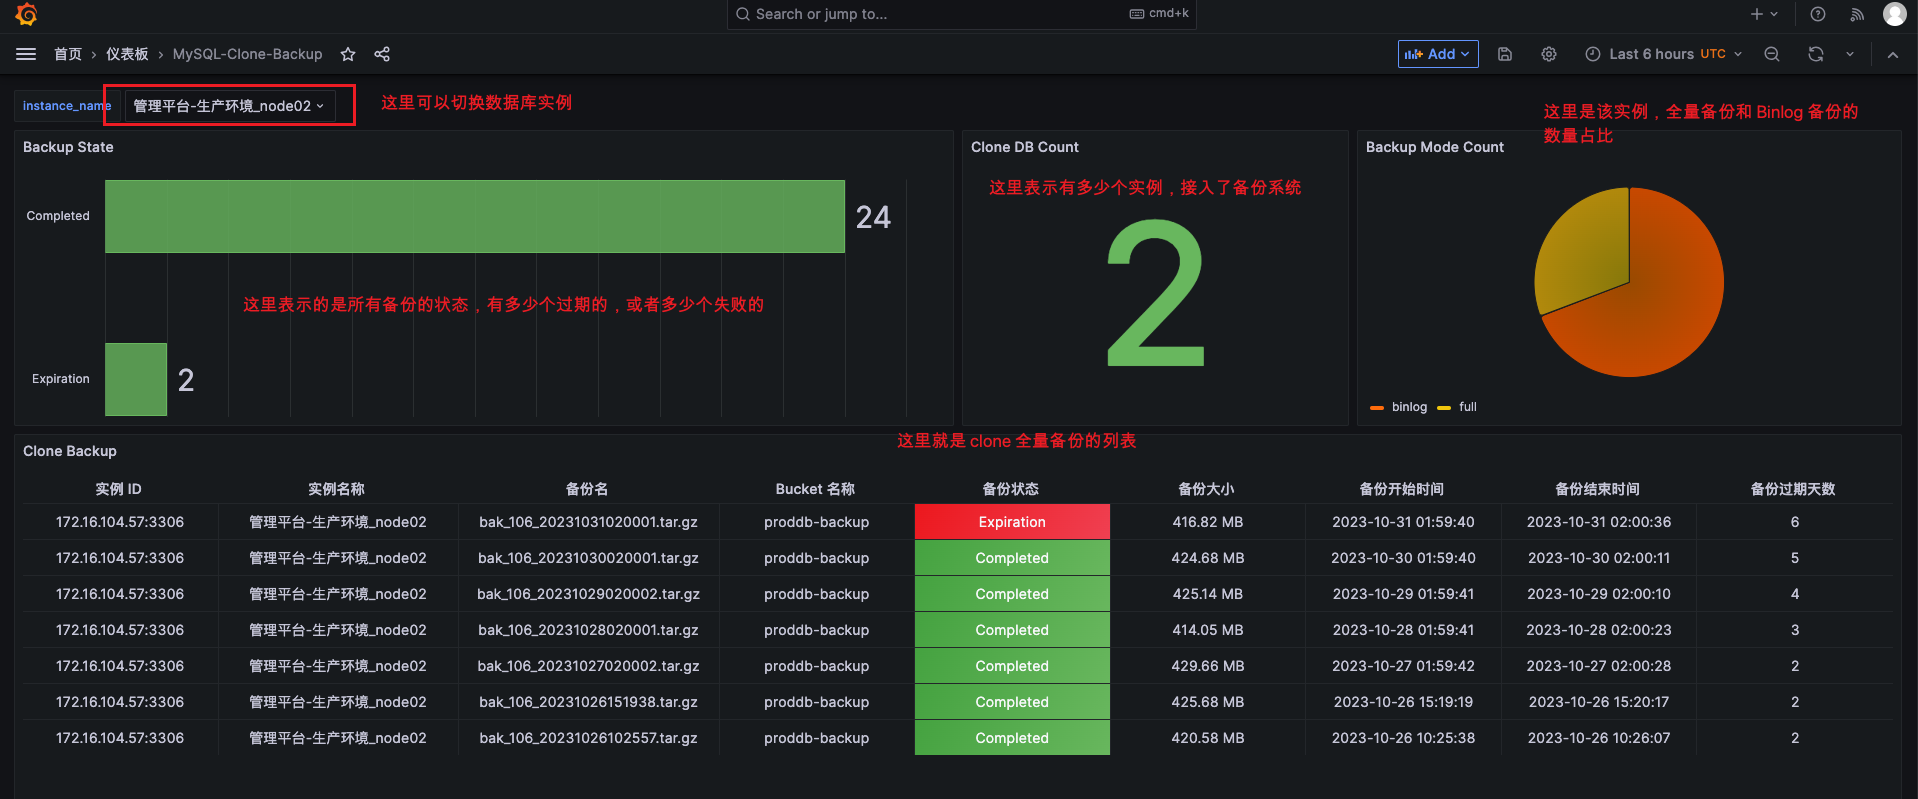 Search or jump to...
cmd+k
首页 › 仪表板 › MySQL-Clone-Backup
Add
Last 6 hours UTC
instance_name
管理平台-生产环境_node02
这里可以切换数据库实例
这里是该实例，全量备份和 Binlog 备份的
数量占比
Backup State
Completed
24
这里表示的是所有备份的状态，有多少个过期的，或者多少个失败的
Expiration
2
Clone DB Count
这里表示有多少个实例，接入了备份系统
2
Backup Mode Count
binlog
full
这里就是 clone 全量备份的列表
Clone Backup
实例 ID 实例名称 备份名 Bucket 名称 备份状态 备份大小 备份开始时间 备份结束时间 备份过期天数
172.16.104.57:3306 管理平台-生产环境_node02 bak_106_20231031020001.tar.gz proddb-backup Expiration 416.82 MB 2023-10-31 01:59:40 2023-10-31 02:00:36 6
172.16.104.57:3306 管理平台-生产环境_node02 bak_106_20231030020001.tar.gz proddb-backup Completed 424.68 MB 2023-10-30 01:59:40 2023-10-30 02:00:11 5
172.16.104.57:3306 管理平台-生产环境_node02 bak_106_20231029020002.tar.gz proddb-backup Completed 425.14 MB 2023-10-29 01:59:41 2023-10-29 02:00:10 4
172.16.104.57:3306 管理平台-生产环境_node02 bak_106_20231028020001.tar.gz proddb-backup Completed 414.05 MB 2023-10-28 01:59:41 2023-10-28 02:00:23 3
172.16.104.57:3306 管理平台-生产环境_node02 bak_106_20231027020002.tar.gz proddb-backup Completed 429.66 MB 2023-10-27 01:59:42 2023-10-27 02:00:28 2
172.16.104.57:3306 管理平台-生产环境_node02 bak_106_20231026151938.tar.gz proddb-backup Completed 425.68 MB 2023-10-26 15:19:19 2023-10-26 15:20:17 2
172.16.104.57:3306 管理平台-生产环境_node02 bak_106_20231026102557.tar.gz proddb-backup Completed 420.58 MB 2023-10-26 10:25:38 2023-10-26 10:26:07 2